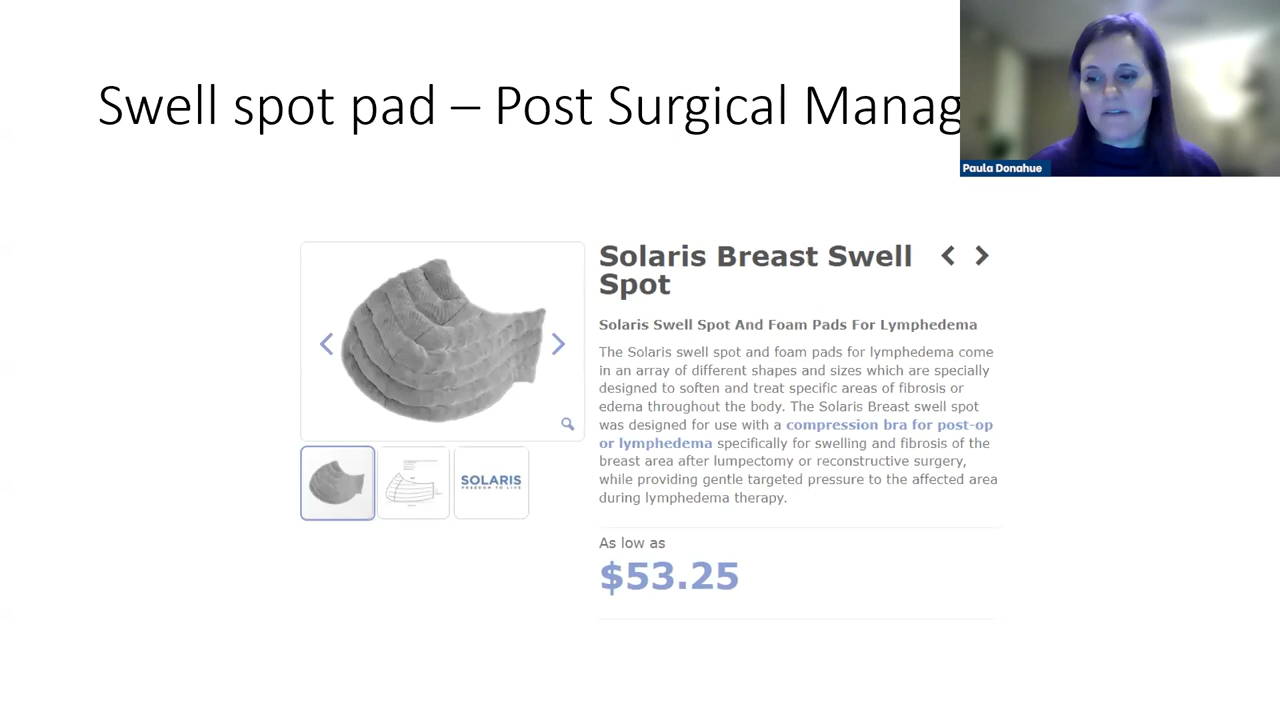 Swell spot pad – Post Surgical Manag
Paula Donahue
Solaris Breast Swell
Spot
Solaris Swell Spot And Foam Pads For Lymphedema
The Solaris swell spot and foam pads for lymphedema come
in an array of different shapes and sizes which are specially
designed to soften and treat specific areas of fibrosis or
edema throughout the body. The Solaris Breast swell spot
was designed for use with a compression bra for post-op
or lymphedema specifically for swelling and fibrosis of the
breast area after lumpectomy or reconstructive surgery,
while providing gentle targeted pressure to the affected area
during lymphedema therapy.
As low as
$53.25
SOLARIS
FREEDOM TO LIVE